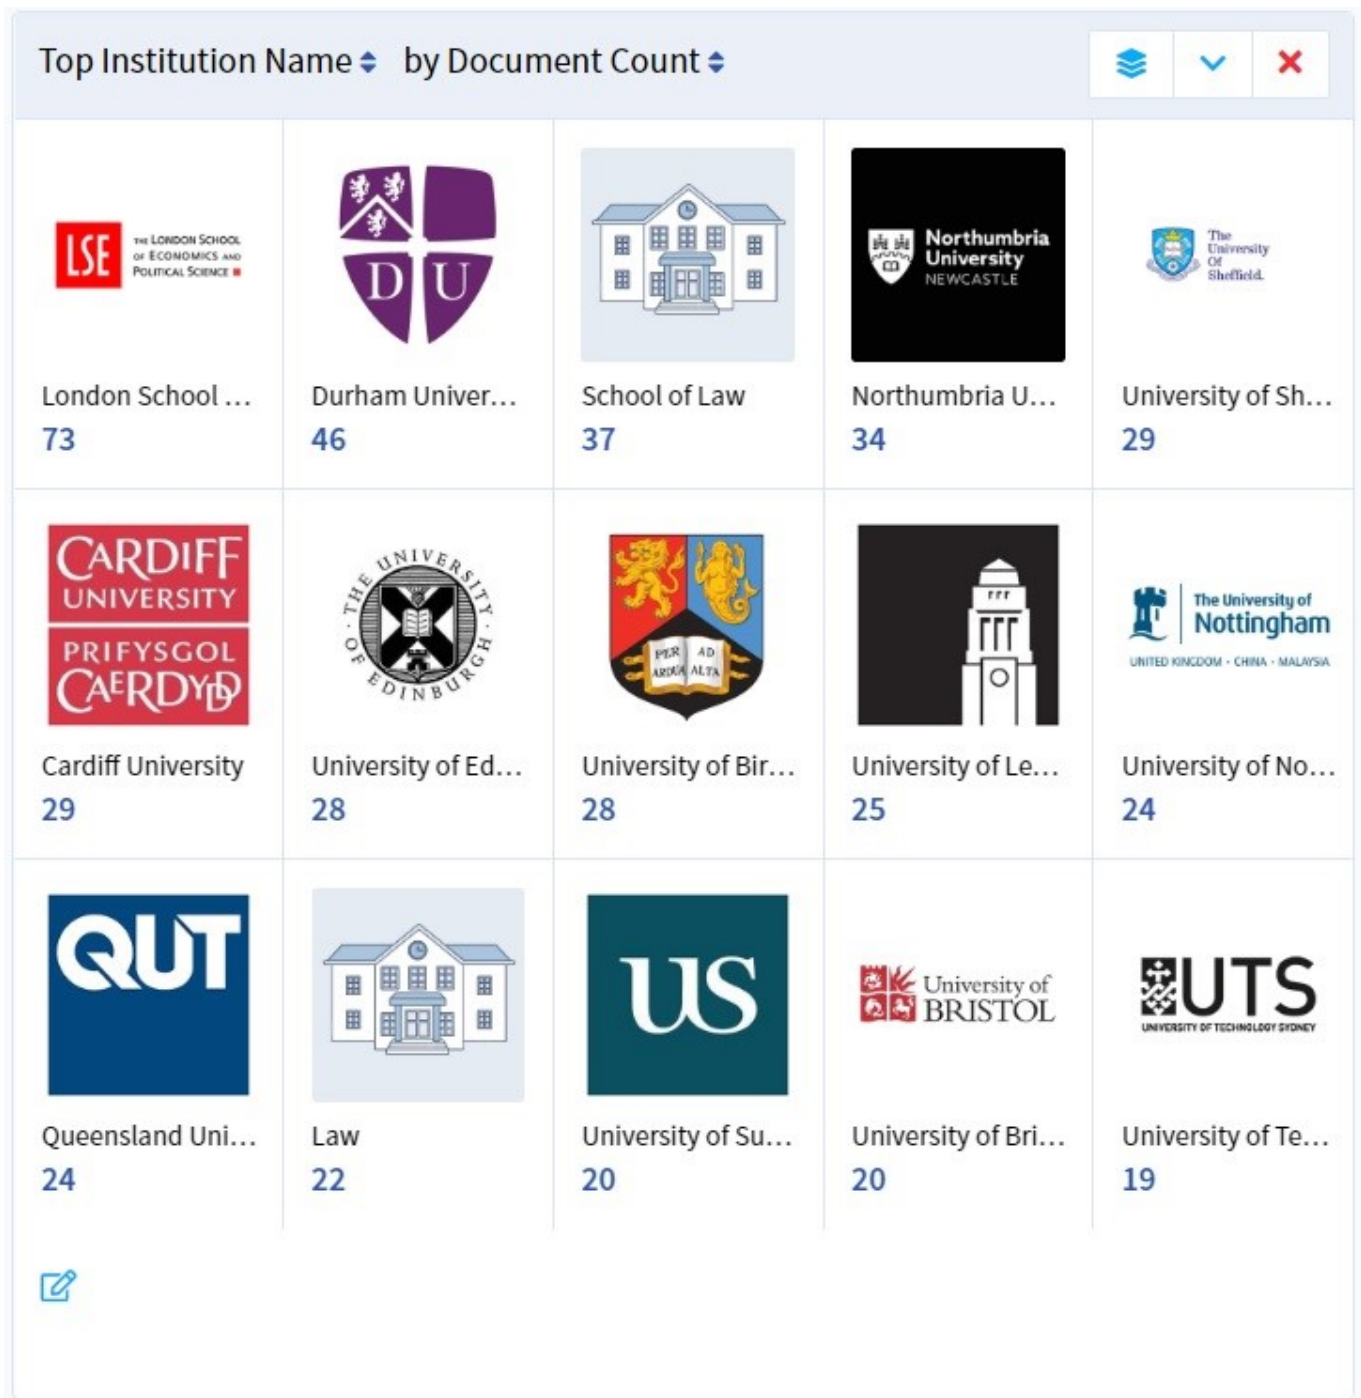 Top Institution Name by Document Count
LSE
THE LONDON SCHOOL
OF ECONOMICS AND
POLITICAL SCIENCE
D U
Northumbria
University
NEWCASTLE
The
University
Of
Sheffield.
London School ...
Durham Univer...
School of Law
Northumbria U...
University of Sh...
73
46
37
34
29
CARDIFF
UNIVERSITY
PRIFYSGOL
CAERDYDD
THE UNIVERSITY OF EDINBURGH
PER AD
ARDUA ALTA
The University of
Nottingham
UNITED KINGDOM · CHINA · MALAYSIA
Cardiff University
University of Ed...
University of Bir...
University of Le...
University of No...
29
28
28
25
24
QUT
US
University of
BRISTOL
UTS
UNIVERSITY OF TECHNOLOGY SYDNEY
Queensland Uni...
Law
University of Su...
University of Bri...
University of Te...
24
22
20
20
19